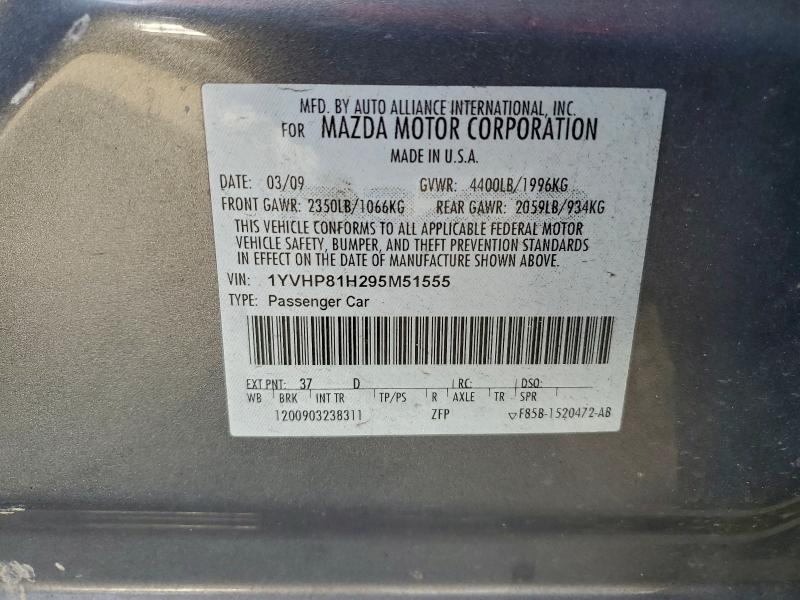 MFD. BY AUTO ALLIANCE INTERNATIONAL, INC.
FOR MAZDA MOTOR CORPORATION
MADE IN U.S.A.
DATE: 03/09 GVWR: 4400LB/1996KG
FRONT GAWR: 2350LB/1066KG REAR GAWR: 2059LB/934KG
THIS VEHICLE CONFORMS TO ALL APPLICABLE FEDERAL MOTOR
VEHICLE SAFETY, BUMPER, AND THEFT PREVENTION STANDARDS
IN EFFECT ON THE DATE OF MANUFACTURE SHOWN ABOVE.
VIN: 1YVHP81H295M51555
TYPE: Passenger Car
EXT PNT: 37 D RC: DSO:
WB BRK INT TR TP/PS R AXLE TR SPR
1200903238311 ZFP F85B-1520472-AB